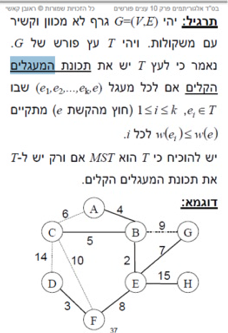 בס"ד אלגוריתמים פרק 10 עצים פורשים © כל הזכויות שמורות ראובן קושיר
תרגיל: יהי G=(V,E) גרף לא מכוון וקשיר
עם משקולות. ויהי T עץ פורש של G.
נאמר כי לעץ T יש את תכונת המעגלים
הקלים אם לכל מעגל (e₁,e₂,...,eₖ,e) שבו
eᵢ∈T, 1≤i≤k (חוץ מהקשת e) מתקיים
w(eᵢ)≤w(e) לכל i.
יש להוכיח כי T הוא MST אם ורק יש ל-T
את תכונת המעגלים הקלים.
דוגמא:
A
6 4
C 5 B 9 G
14 10 2 7
D E 15 H
3 8
F
37